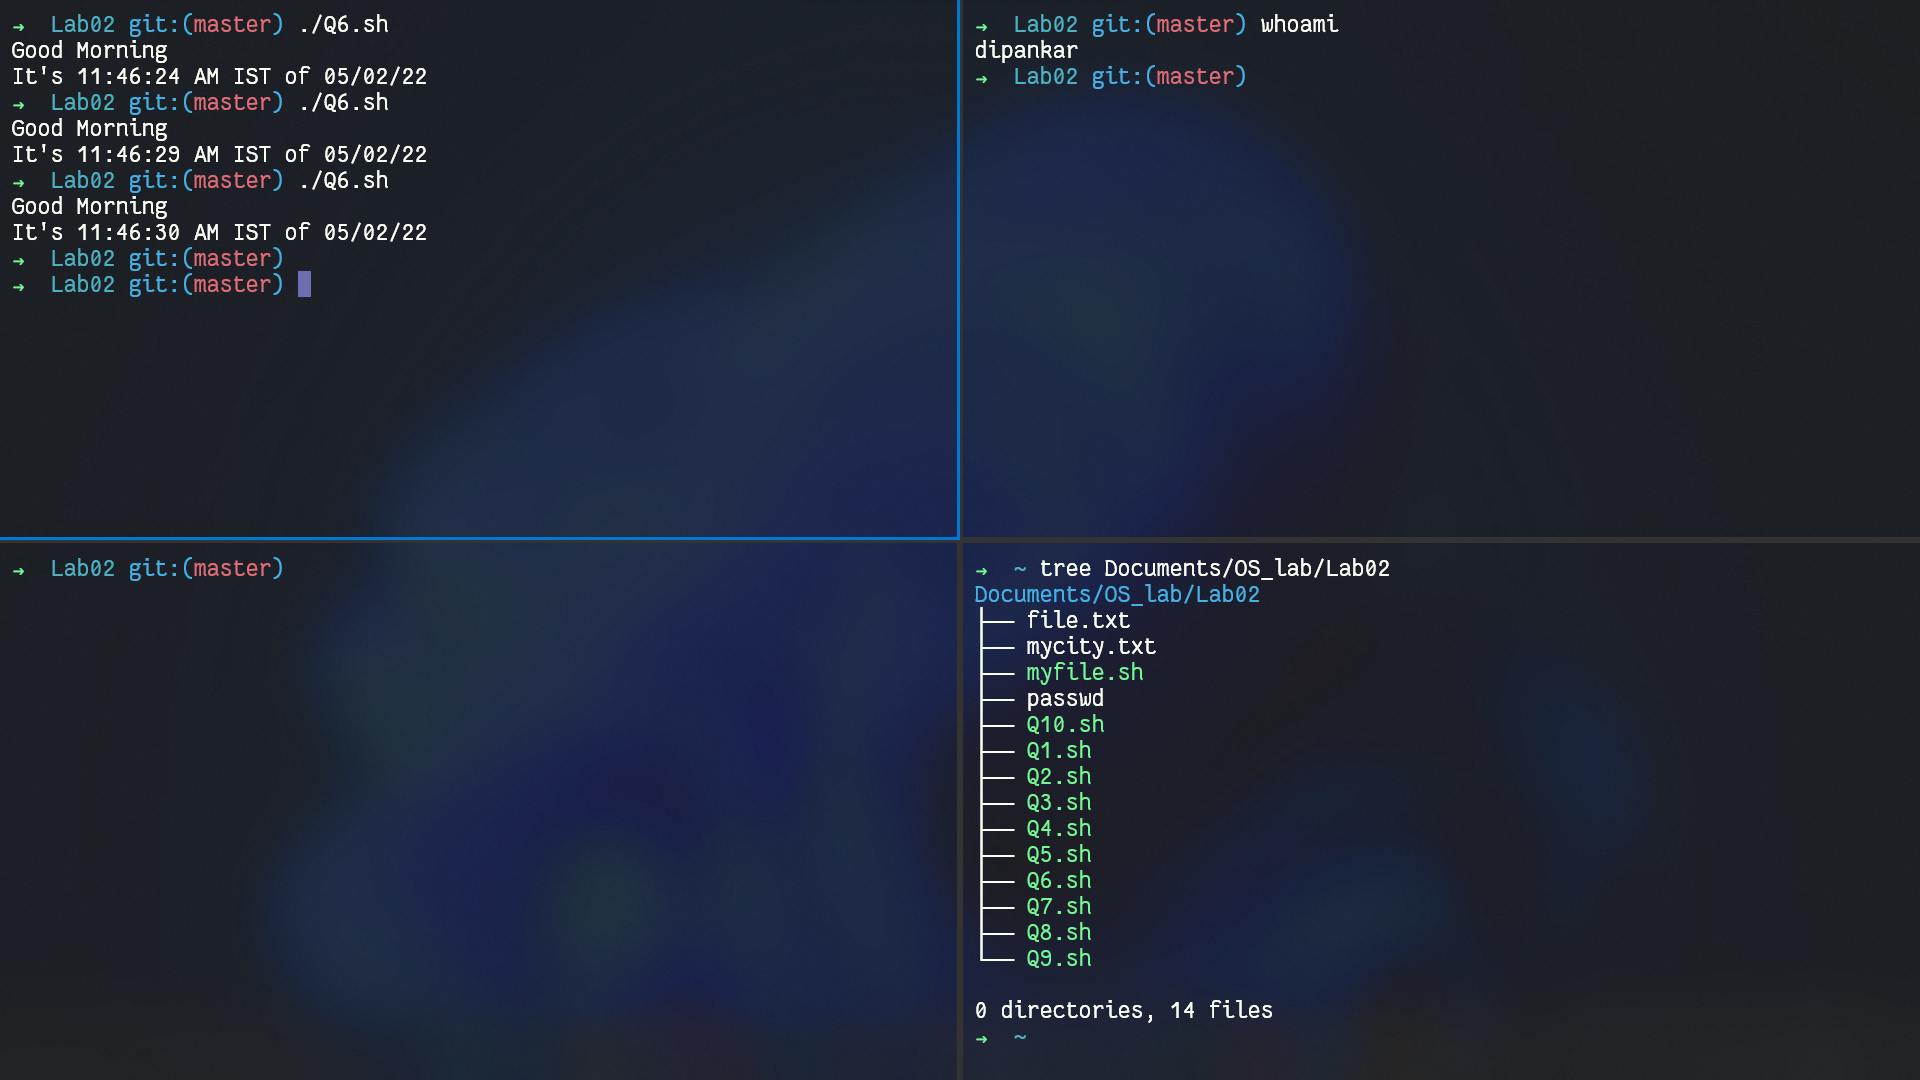 ➜  Lab02 git:(master) ./Q6.sh
Good Morning
It's 11:46:24 AM IST of 05/02/22
➜  Lab02 git:(master) ./Q6.sh
Good Morning
It's 11:46:29 AM IST of 05/02/22
➜  Lab02 git:(master) ./Q6.sh
Good Morning
It's 11:46:30 AM IST of 05/02/22
➜  Lab02 git:(master)
➜  Lab02 git:(master)
➜  Lab02 git:(master) whoami
dipankar
➜  Lab02 git:(master)
➜  Lab02 git:(master)
➜  ~ tree Documents/OS_lab/Lab02
Documents/OS_lab/Lab02
├── file.txt
├── mycity.txt
├── myfile.sh
├── passwd
├── Q10.sh
├── Q1.sh
├── Q2.sh
├── Q3.sh
├── Q4.sh
├── Q5.sh
├── Q6.sh
├── Q7.sh
├── Q8.sh
└── Q9.sh
0 directories, 14 files
➜  ~